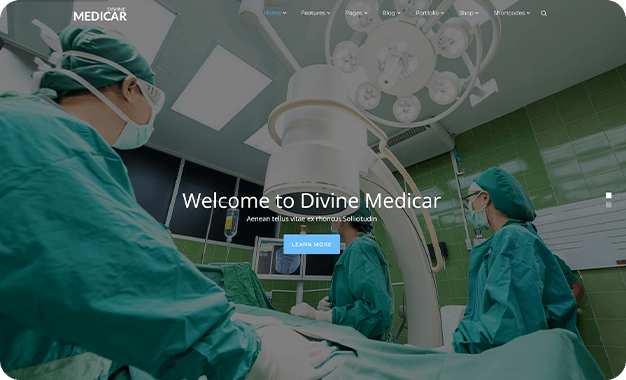 DIVINE
MEDICAR
Home Features Pages Blog Portfolio Shop Shortcodes
Welcome to Divine Medicar
Aenean tellus vitae ex rhoncus Sollicitudin
LEARN MORE